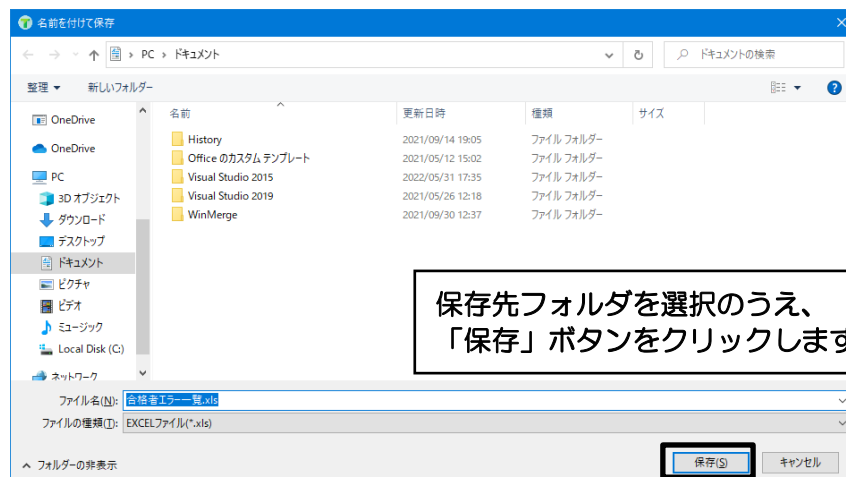 名前を付けて保存
PC › ドキュメント
ドキュメントの検索
整理 新しいフォルダー
名前 更新日時 種類 サイズ
OneDrive
OneDrive
PC
3D オブジェクト
ダウンロード
デスクトップ
ドキュメント
ピクチャ
ビデオ
ミュージック
Local Disk (C:)
ネットワーク
History 2021/09/14 19:05 ファイル フォルダー
Office のカスタム テンプレート 2021/05/12 15:02 ファイル フォルダー
Visual Studio 2015 2022/05/31 17:35 ファイル フォルダー
Visual Studio 2019 2021/05/26 12:18 ファイル フォルダー
WinMerge 2021/09/30 12:37 ファイル フォルダー
保存先フォルダを選択のうえ、
「保存」ボタンをクリックします
ファイル名(N): 合格者エラー一覧.xls
ファイルの種類(T): EXCELファイル(*.xls)
フォルダーの非表示
保存(S) キャンセル